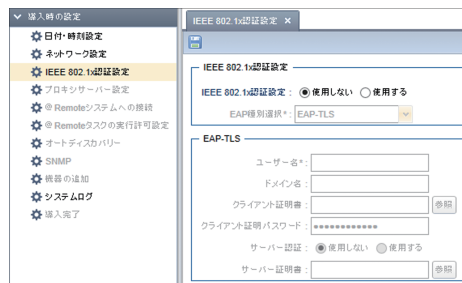 導入時の設定
日付・時刻設定
ネットワーク設定
IEEE 802.1x認証設定
プロキシサーバー設定
@Remoteシステムへの接続
@Remoteタスクの実行許可設定
オートディスカバリー
SNMP
機器の追加
システムログ
導入完了
IEEE 802.1x認証設定 ×
IEEE 802.1x認証設定
IEEE 802.1x認証設定 : 使用しない 使用する
EAP種別選択* : EAP-TLS
EAP-TLS
ユーザー名* :
ドメイン名 :
クライアント証明書 : 参照
クライアント証明パスワード : ●●●●●●●●●●●●
サーバー認証 : 使用しない 使用する
サーバー証明書 : 参照